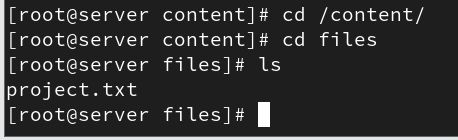 [root@server content]# cd /content/
[root@server content]# cd files
[root@server files]# ls
project.txt
[root@server files]#